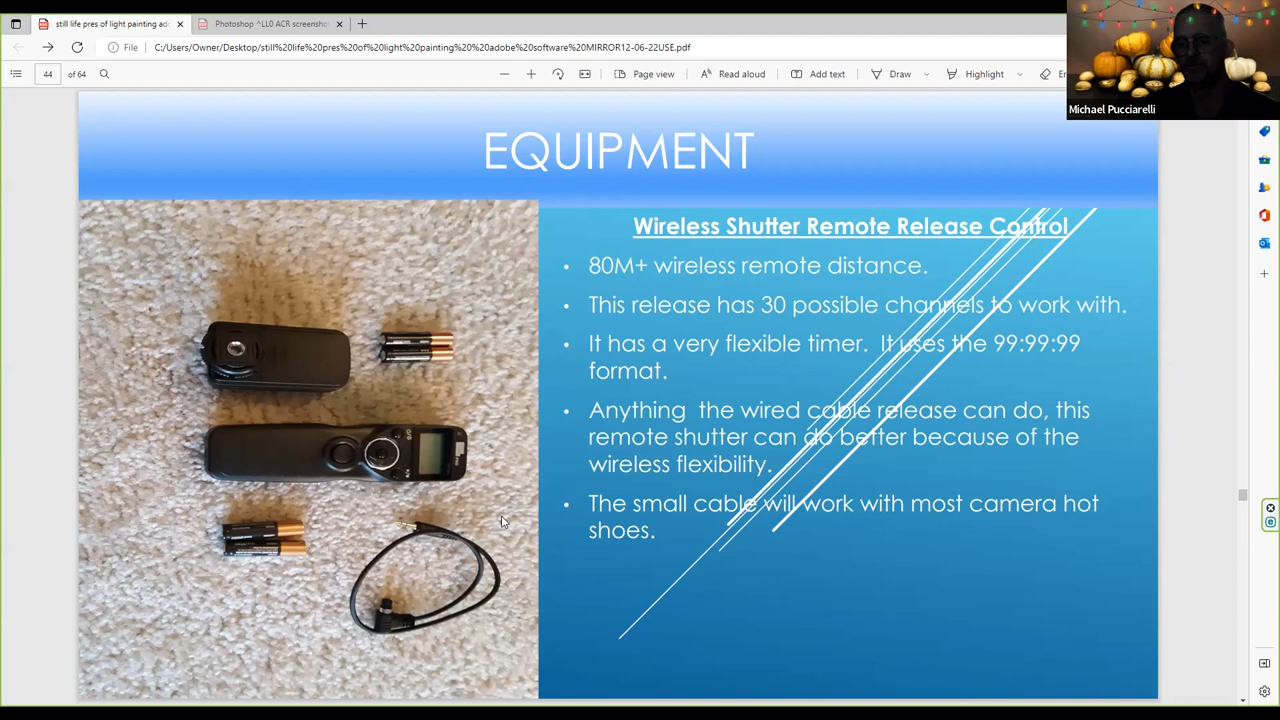 still life pres of light painting ado
Photoshop ^LL0 ACR screenshot
File
C:/Users/Owner/Desktop/still%20life%20pres%20of%20light%20painting%20%20adobe%20software%20MIRROR12-06-22USE.pdf
44 of 64
Page view
Read aloud
Add text
Draw
Highlight
Michael Pucciarelli
EQUIPMENT
Wireless Shutter Remote Release Control
• 80M+ wireless remote distance.
• This release has 30 possible channels to work with.
• It has a very flexible timer. It uses the 99:99:99
format.
• Anything the wired cable release can do, this
remote shutter can do better because of the
wireless flexibility.
• The small cable will work with most camera hot
shoes.